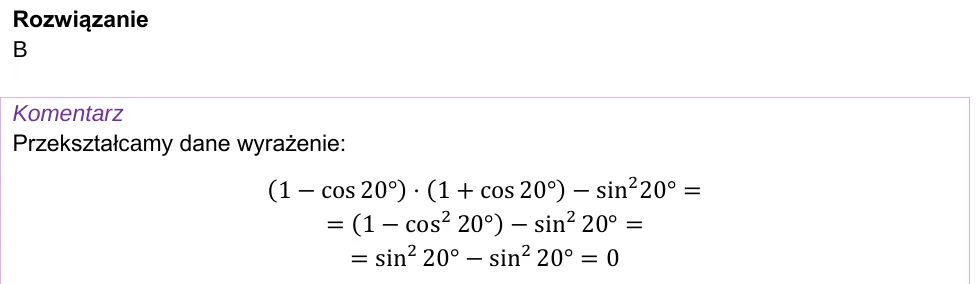 Rozwiązanie
B
Komentarz
Przekształcamy dane wyrażenie:
(1 − cos 20°) · (1 + cos 20°) − sin²20° =
= (1 − cos² 20°) − sin² 20° =
= sin² 20° − sin² 20° = 0